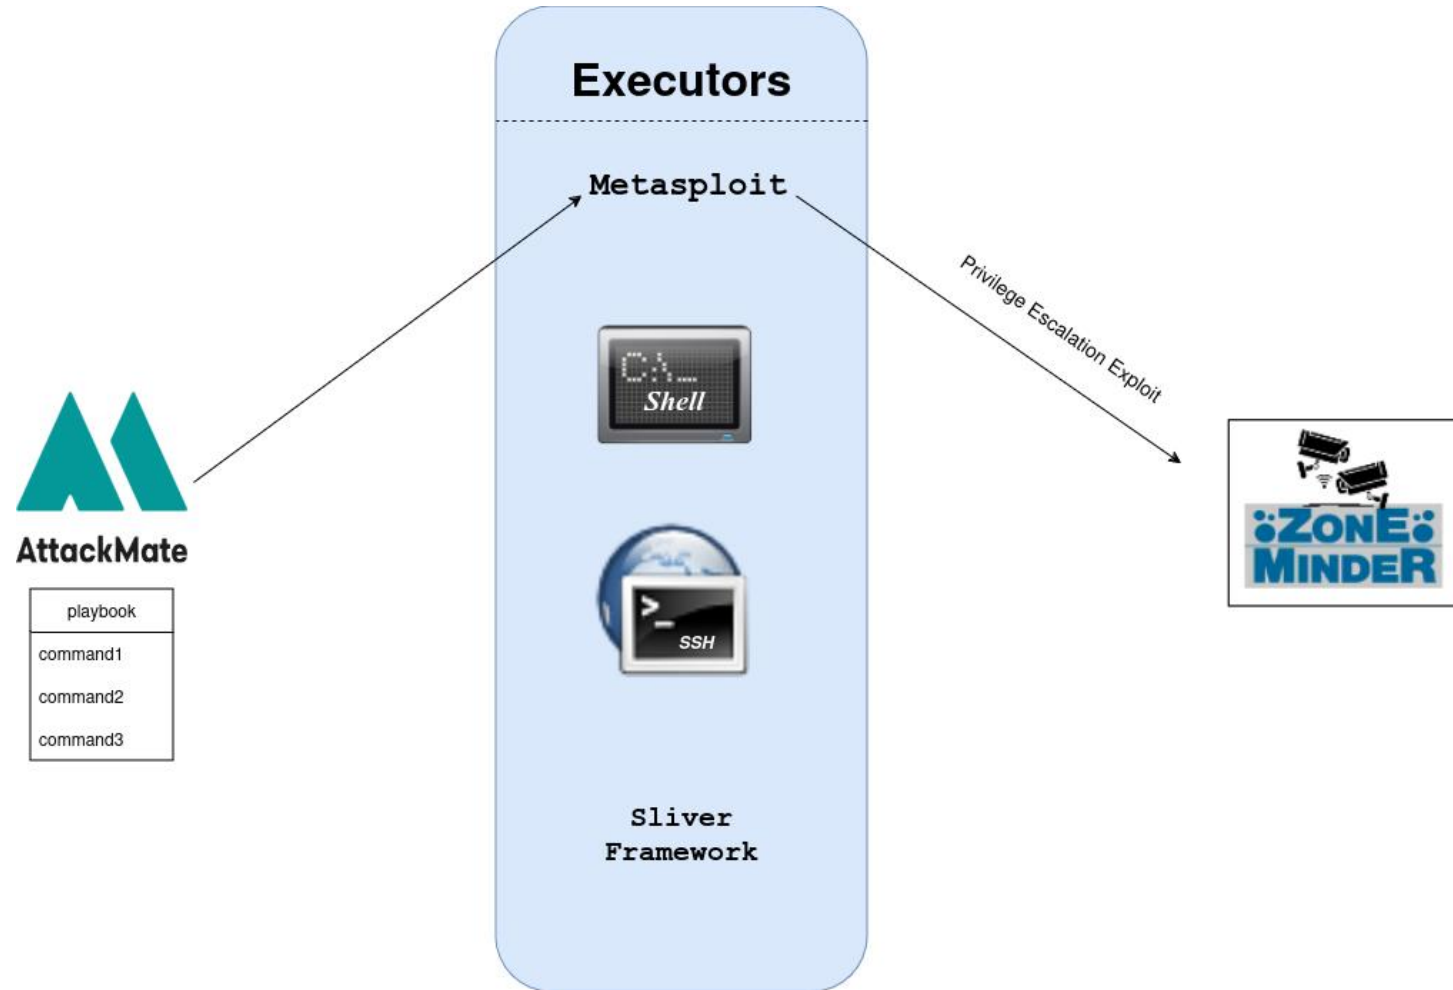 Executors
Metasploit
Privilege Escalation Exploit
C:\_
Shell
AttackMate
ZONE
MINDER
playbook
command1
command2
command3
>_
SSH
Sliver
Framework